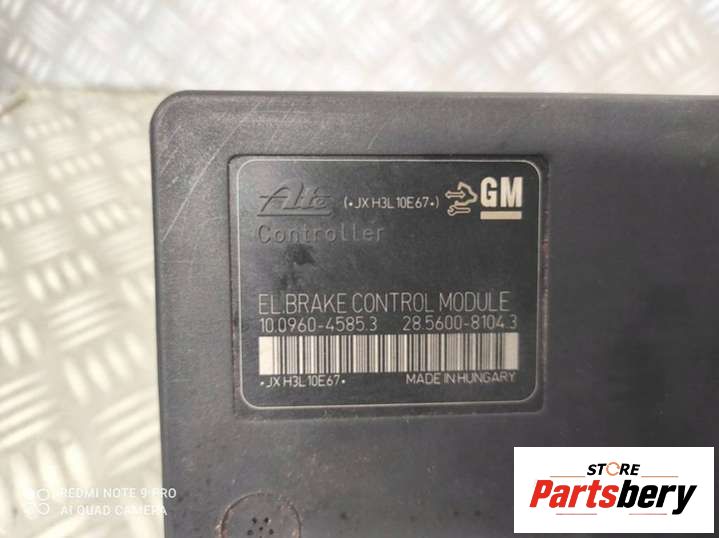 Ate (•JX H3L 10E67•) GM
Controller
EL.BRAKE CONTROL MODULE
10.0960-4585.3 28.5600-8104.3
•JX H3L 10E67• MADE IN HUNGARY
REDMI NOTE 9 PRO
AI QUAD CAMERA
STORE
Partsbery